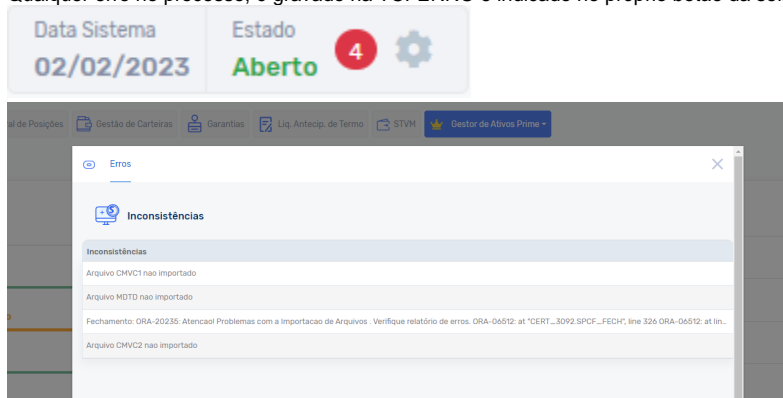 Data Sistema Estado
02/02/2023 Aberto 4
al de Posições Gestão de Carteiras Garantias Liq. Antecip. de Termo STVM Gestor de Ativos Prime
Erros
Inconsistências
Inconsistências
Arquivo CMVC1 nao importado
Arquivo MDTD nao importado
Fechamento: ORA-20235: Atencao! Problemas com a Importacao de Arquivos . Verifique relatório de erros. ORA-06512: at "CERT_3092.SPCF_FECH", line 326 ORA-06512: at lin...
Arquivo CMVC2 nao importado